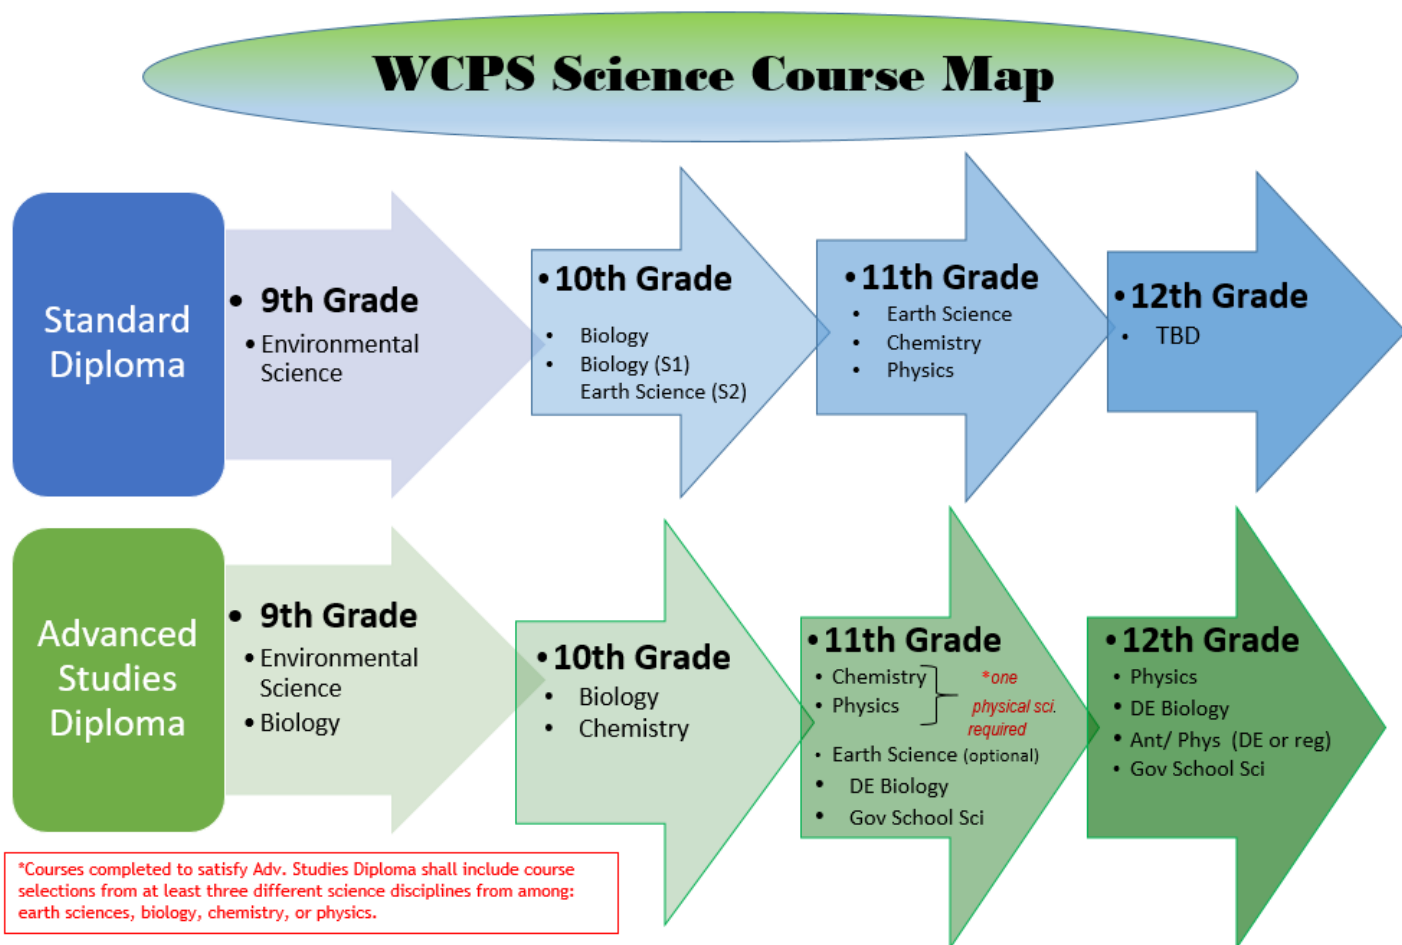 WCPS Science Course Map
Standard
Diploma
• 9th Grade
• Environmental
Science
• 10th Grade
• Biology
• Biology (S1)
Earth Science (S2)
• 11th Grade
• Earth Science
• Chemistry
• Physics
• 12th Grade
• TBD
Advanced
Studies
Diploma
• 9th Grade
• Environmental
Science
• Biology
• 10th Grade
• Biology
• Chemistry
• 11th Grade
• Chemistry
• Physics
*one
physical sci.
required
• Earth Science (optional)
• DE Biology
• Gov School Sci
• 12th Grade
• Physics
• DE Biology
• Ant/ Phys (DE or reg)
• Gov School Sci
*Courses completed to satisfy Adv. Studies Diploma shall include course
selections from at least three different science disciplines from among:
earth sciences, biology, chemistry, or physics.